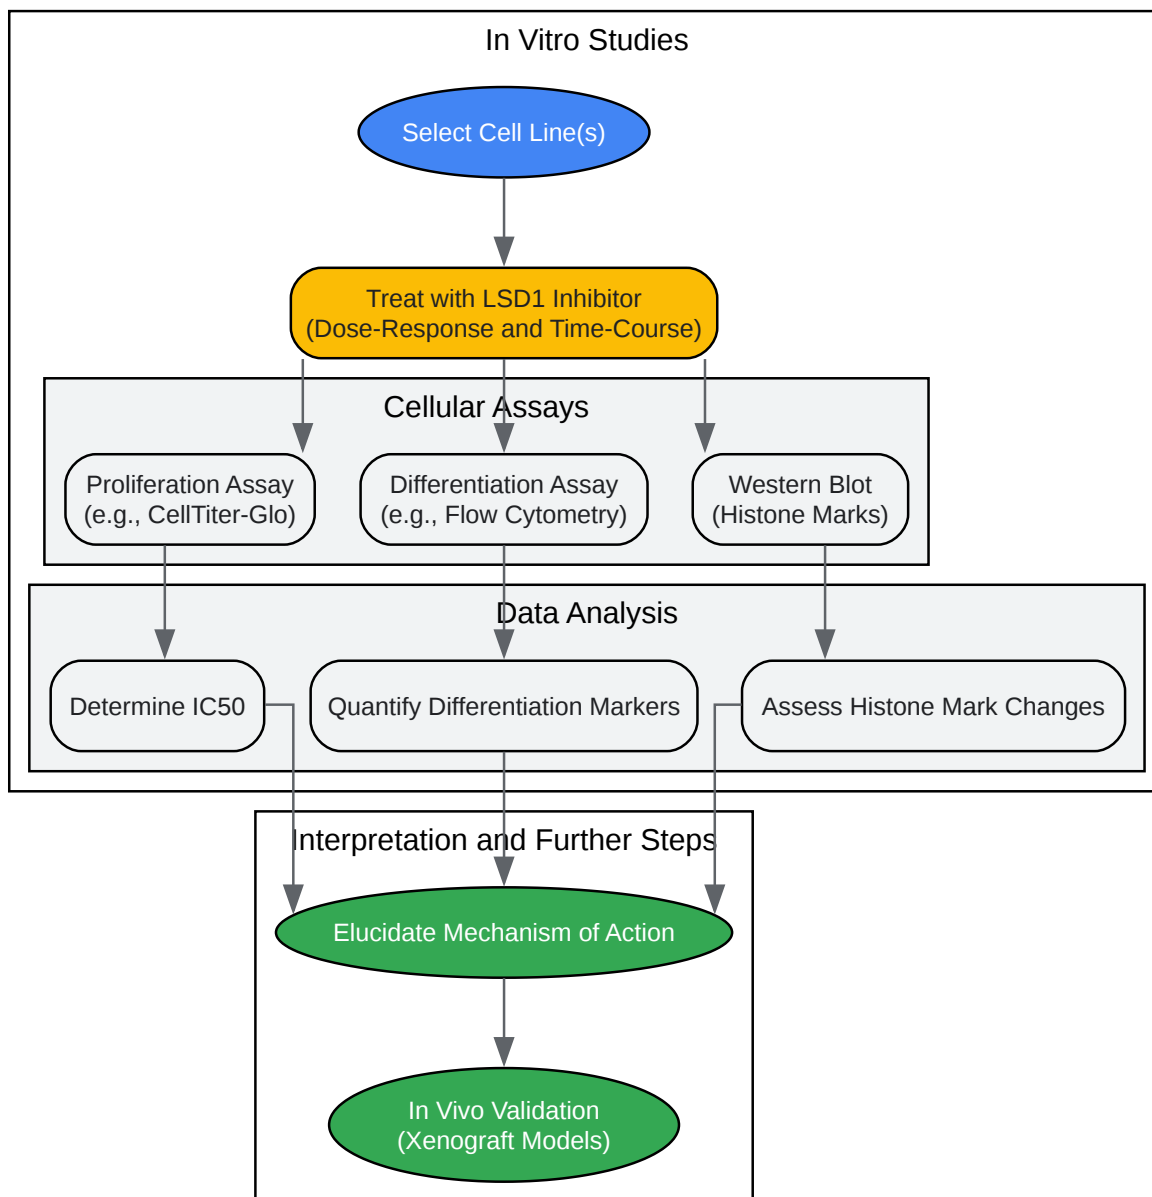 In Vitro Studies
Select Cell Line(s)
Treat with LSD1 Inhibitor
(Dose-Response and Time-Course)
Cellular Assays
Proliferation Assay
(e.g., CellTiter-Glo)
Differentiation Assay
(e.g., Flow Cytometry)
Western Blot
(Histone Marks)
Data Analysis
Determine IC50
Quantify Differentiation Markers
Assess Histone Mark Changes
Interpretation and Further Steps
Elucidate Mechanism of Action
In Vivo Validation
(Xenograft Models)